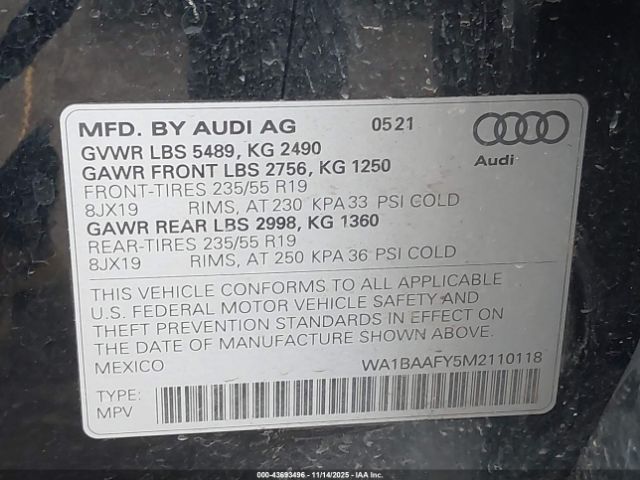 MFD. BY AUDI AG 0521
GVWR LBS 5489, KG 2490
GAWR FRONT LBS 2756, KG 1250
Audi
FRONT-TIRES 235/55 R19
8JX19 RIMS, AT 230 KPA 33 PSI COLD
GAWR REAR LBS 2998, KG 1360
REAR-TIRES 235/55 R19
8JX19 RIMS, AT 250 KPA 36 PSI COLD
THIS VEHICLE CONFORMS TO ALL APPLICABLE
U.S. FEDERAL MOTOR VEHICLE SAFETY AND
THEFT PREVENTION STANDARDS IN EFFECT ON
THE DATE OF MANUFACTURE SHOWN ABOVE.
MEXICO WA1BAAFY5M2110118
TYPE:
MPV
000-43693496 - 11/14/2025 - IAA Inc.